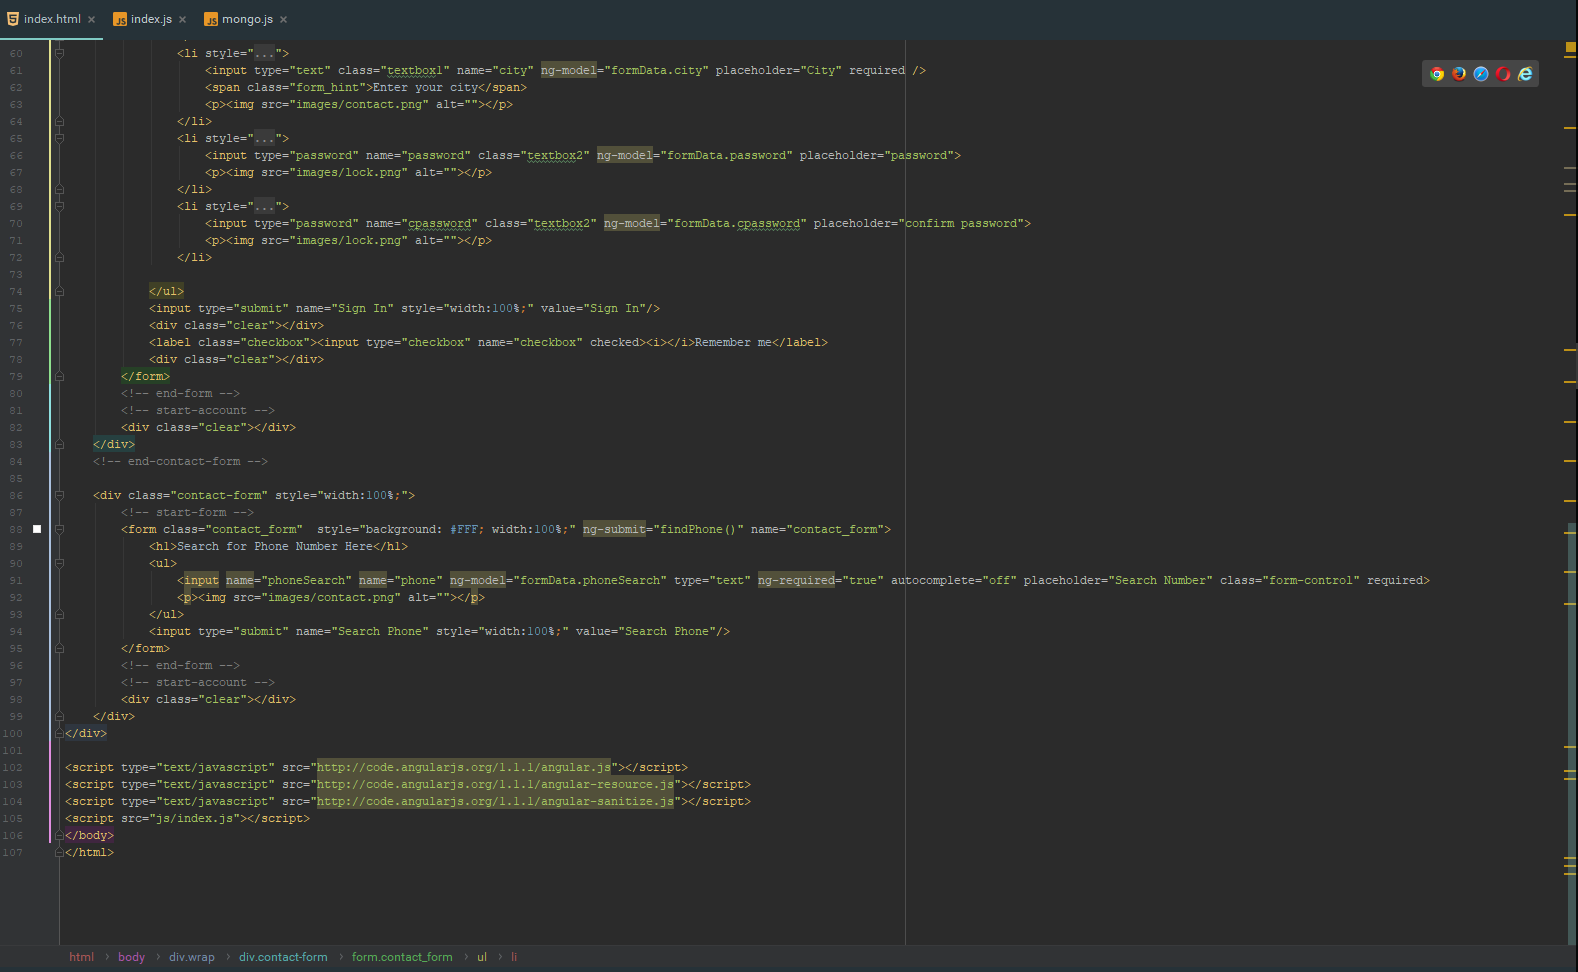 index.html × index.js × mongo.js ×
60 <li style="...">
61 <input type="text" class="textbox1" name="city" ng-model="formData.city" placeholder="City" required />
62 <span class="form_hint">Enter your city</span>
63 <p><img src="images/contact.png" alt=""></p>
64 </li>
65 <li style="...">
66 <input type="password" name="password" class="textbox2" ng-model="formData.password" placeholder="password">
67 <p><img src="images/lock.png" alt=""></p>
68 </li>
69 <li style="...">
70 <input type="password" name="cpassword" class="textbox2" ng-model="formData.cpassword" placeholder="confirm password">
71 <p><img src="images/lock.png" alt=""></p>
72 </li>
73
74 </ul>
75 <input type="submit" name="Sign In" style="width:100%;" value="Sign In"/>
76 <div class="clear"></div>
77 <label class="checkbox"><input type="checkbox" name="checkbox" checked><i></i>Remember me</label>
78 <div class="clear"></div>
79 </form>
80 <!-- end-form -->
81 <!-- start-account -->
82 <div class="clear"></div>
83 </div>
84 <!-- end-contact-form -->
85
86 <div class="contact-form" style="width:100%;">
87 <!-- start-form -->
88 <form class="contact_form"  style="background: #FFF; width:100%;" ng-submit="findPhone()" name="contact_form">
89 <h1>Search for Phone Number Here</h1>
90 <ul>
91 <input name="phoneSearch" name="phone" ng-model="formData.phoneSearch" type="text" ng-required="true" autocomplete="off" placeholder="Search Number" class="form-control" required>
92 <p><img src="images/contact.png" alt=""></p>
93 </ul>
94 <input type="submit" name="Search Phone" style="width:100%;" value="Search Phone"/>
95 </form>
96 <!-- end-form -->
97 <!-- start-account -->
98 <div class="clear"></div>
99 </div>
100 </div>
101
102 <script type="text/javascript" src="http://code.angularjs.org/1.1.1/angular.js"></script>
103 <script type="text/javascript" src="http://code.angularjs.org/1.1.1/angular-resource.js"></script>
104 <script type="text/javascript" src="http://code.angularjs.org/1.1.1/angular-sanitize.js"></script>
105 <script src="js/index.js"></script>
106 </body>
107 </html>
html › body › div.wrap › div.contact-form › form.contact_form › ul › li